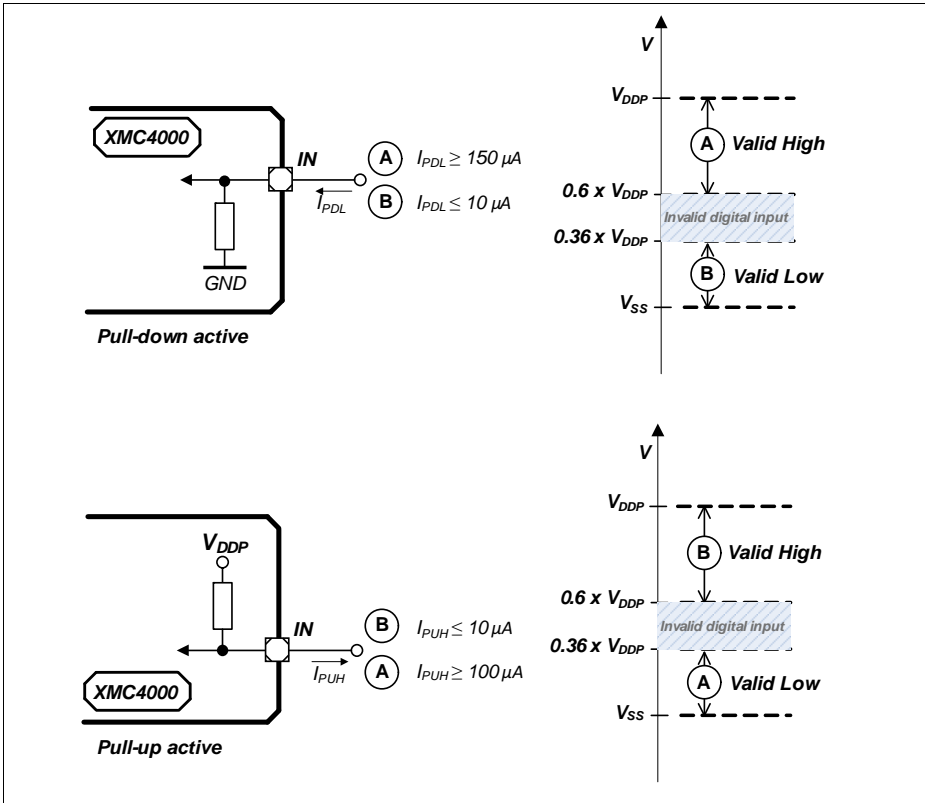 XMC4000
IN
A I_PDL ≥ 150 µA
I_PDL
B I_PDL ≤ 10 µA
GND
Pull-down active
V
V_DDP
A Valid High
0.6 x V_DDP
Invalid digital input
0.36 x V_DDP
B Valid Low
V_SS
V_DDP
IN
B I_PUH ≤ 10 µA
I_PUH
A I_PUH ≥ 100 µA
XMC4000
Pull-up active
V
V_DDP
B Valid High
0.6 x V_DDP
Invalid digital input
0.36 x V_DDP
A Valid Low
V_SS